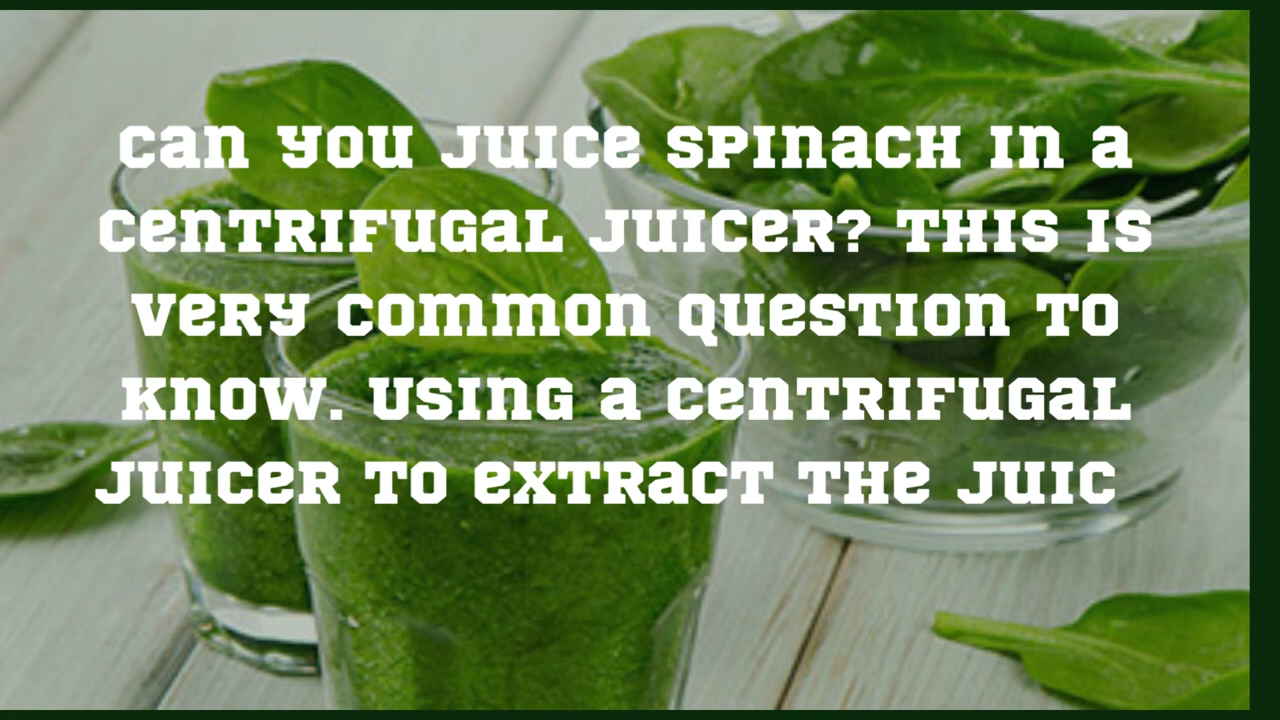 can you juice spinach in a
centrifugal juicer? This is
very common question to
know. Using a centrifugal
juicer to extract the juic